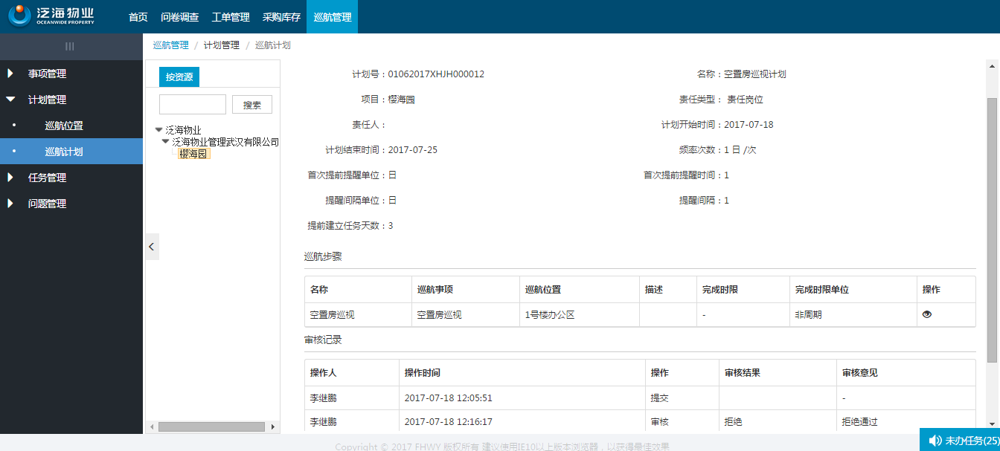 泛海物业
OCEANWIDE PROPERTY
首页 问卷调查 工单管理 采购库存 巡航管理
巡航管理 / 计划管理 / 巡航计划
事项管理
计划管理
巡航位置
巡航计划
任务管理
问题管理
按资源
搜索
泛海物业
泛海物业管理武汉有限公司
樱海园
计划号：01062017XHJH000012 名称：空置房巡视计划
项目：樱海园 责任类型： 责任岗位
责任人： 计划开始时间：2017-07-18
计划结束时间：2017-07-25 频率次数：1 日 /次
首次提前提醒单位：日 首次提前提醒时间：1
提醒间隔单位：日 提醒间隔：1
提前建立任务天数：3
巡航步骤
名称 巡航事项 巡航位置 描述 完成时限 完成时限单位 操作
空置房巡视 空置房巡视 1号楼办公区 - 非周期
审核记录
操作人 操作时间 操作 审核结果 审核意见
李继鹏 2017-07-18 12:05:51 提交 -
李继鹏 2017-07-18 12:16:17 审核 拒绝 拒绝通过
Copyright © 2017 FHWY 版权所有 建议使用IE10以上版本浏览器，以获得最佳效果
未办任务(25)